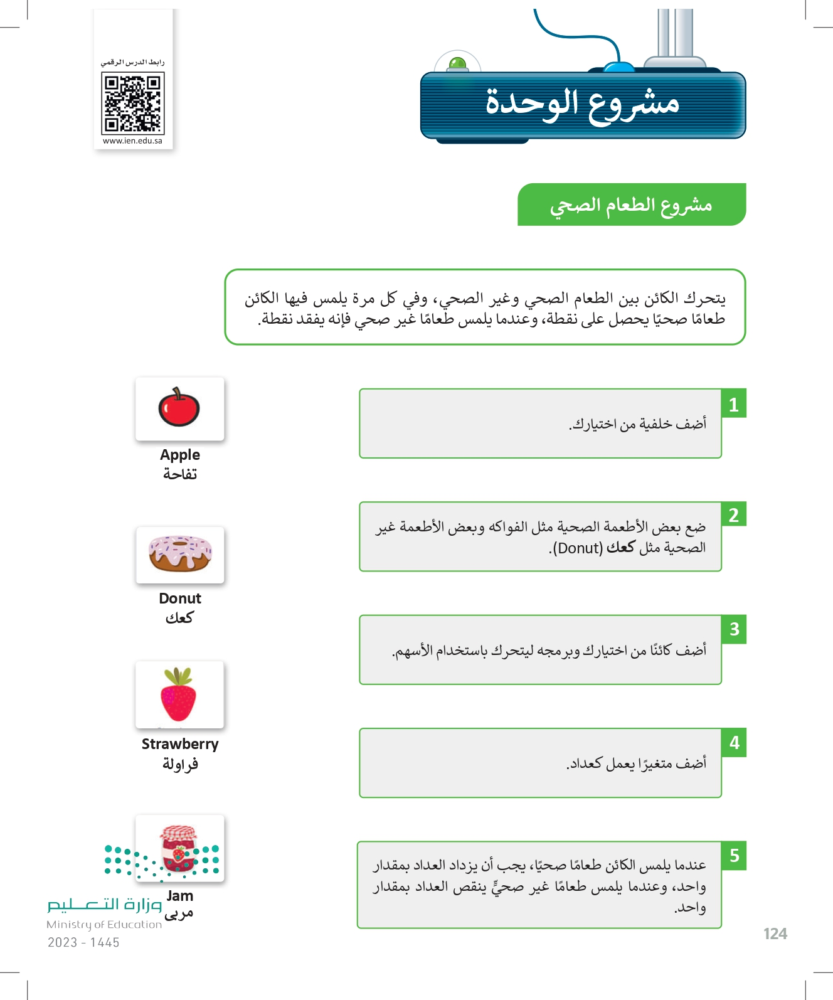 رابط الدرس الرقمي
www.ien.edu.sa
مشروع الوحدة
مشروع الطعام الصحي
يتحرك الكائن بين الطعام الصحي وغير الصحي، وفي كل مرة يلمس فيها الكائن
طعامًا صحيًا يحصل على نقطة، وعندما يلمس طعامًا غير صحي فإنه يفقد نقطة.
1
أضف خلفية من اختيارك.
2
ضع بعض الأطعمة الصحية مثل الفواكه وبعض الأطعمة غير
الصحية مثل كعك (Donut).
3
أضف كائنًا من اختيارك وبرمجه ليتحرك باستخدام الأسهم.
4
أضف متغيرًا يعمل كعداد.
5
عندما يلمس الكائن طعامًا صحيًا، يجب أن يزداد العداد بمقدار
واحد، وعندما يلمس طعامًا غير صحيٍّ ينقص العداد بمقدار
واحد.
Apple
تفاحة
Donut
كعك
Strawberry
فراولة
Jam
مربى
وزارة التعليم
Ministry of Education
2023 - 1445
124